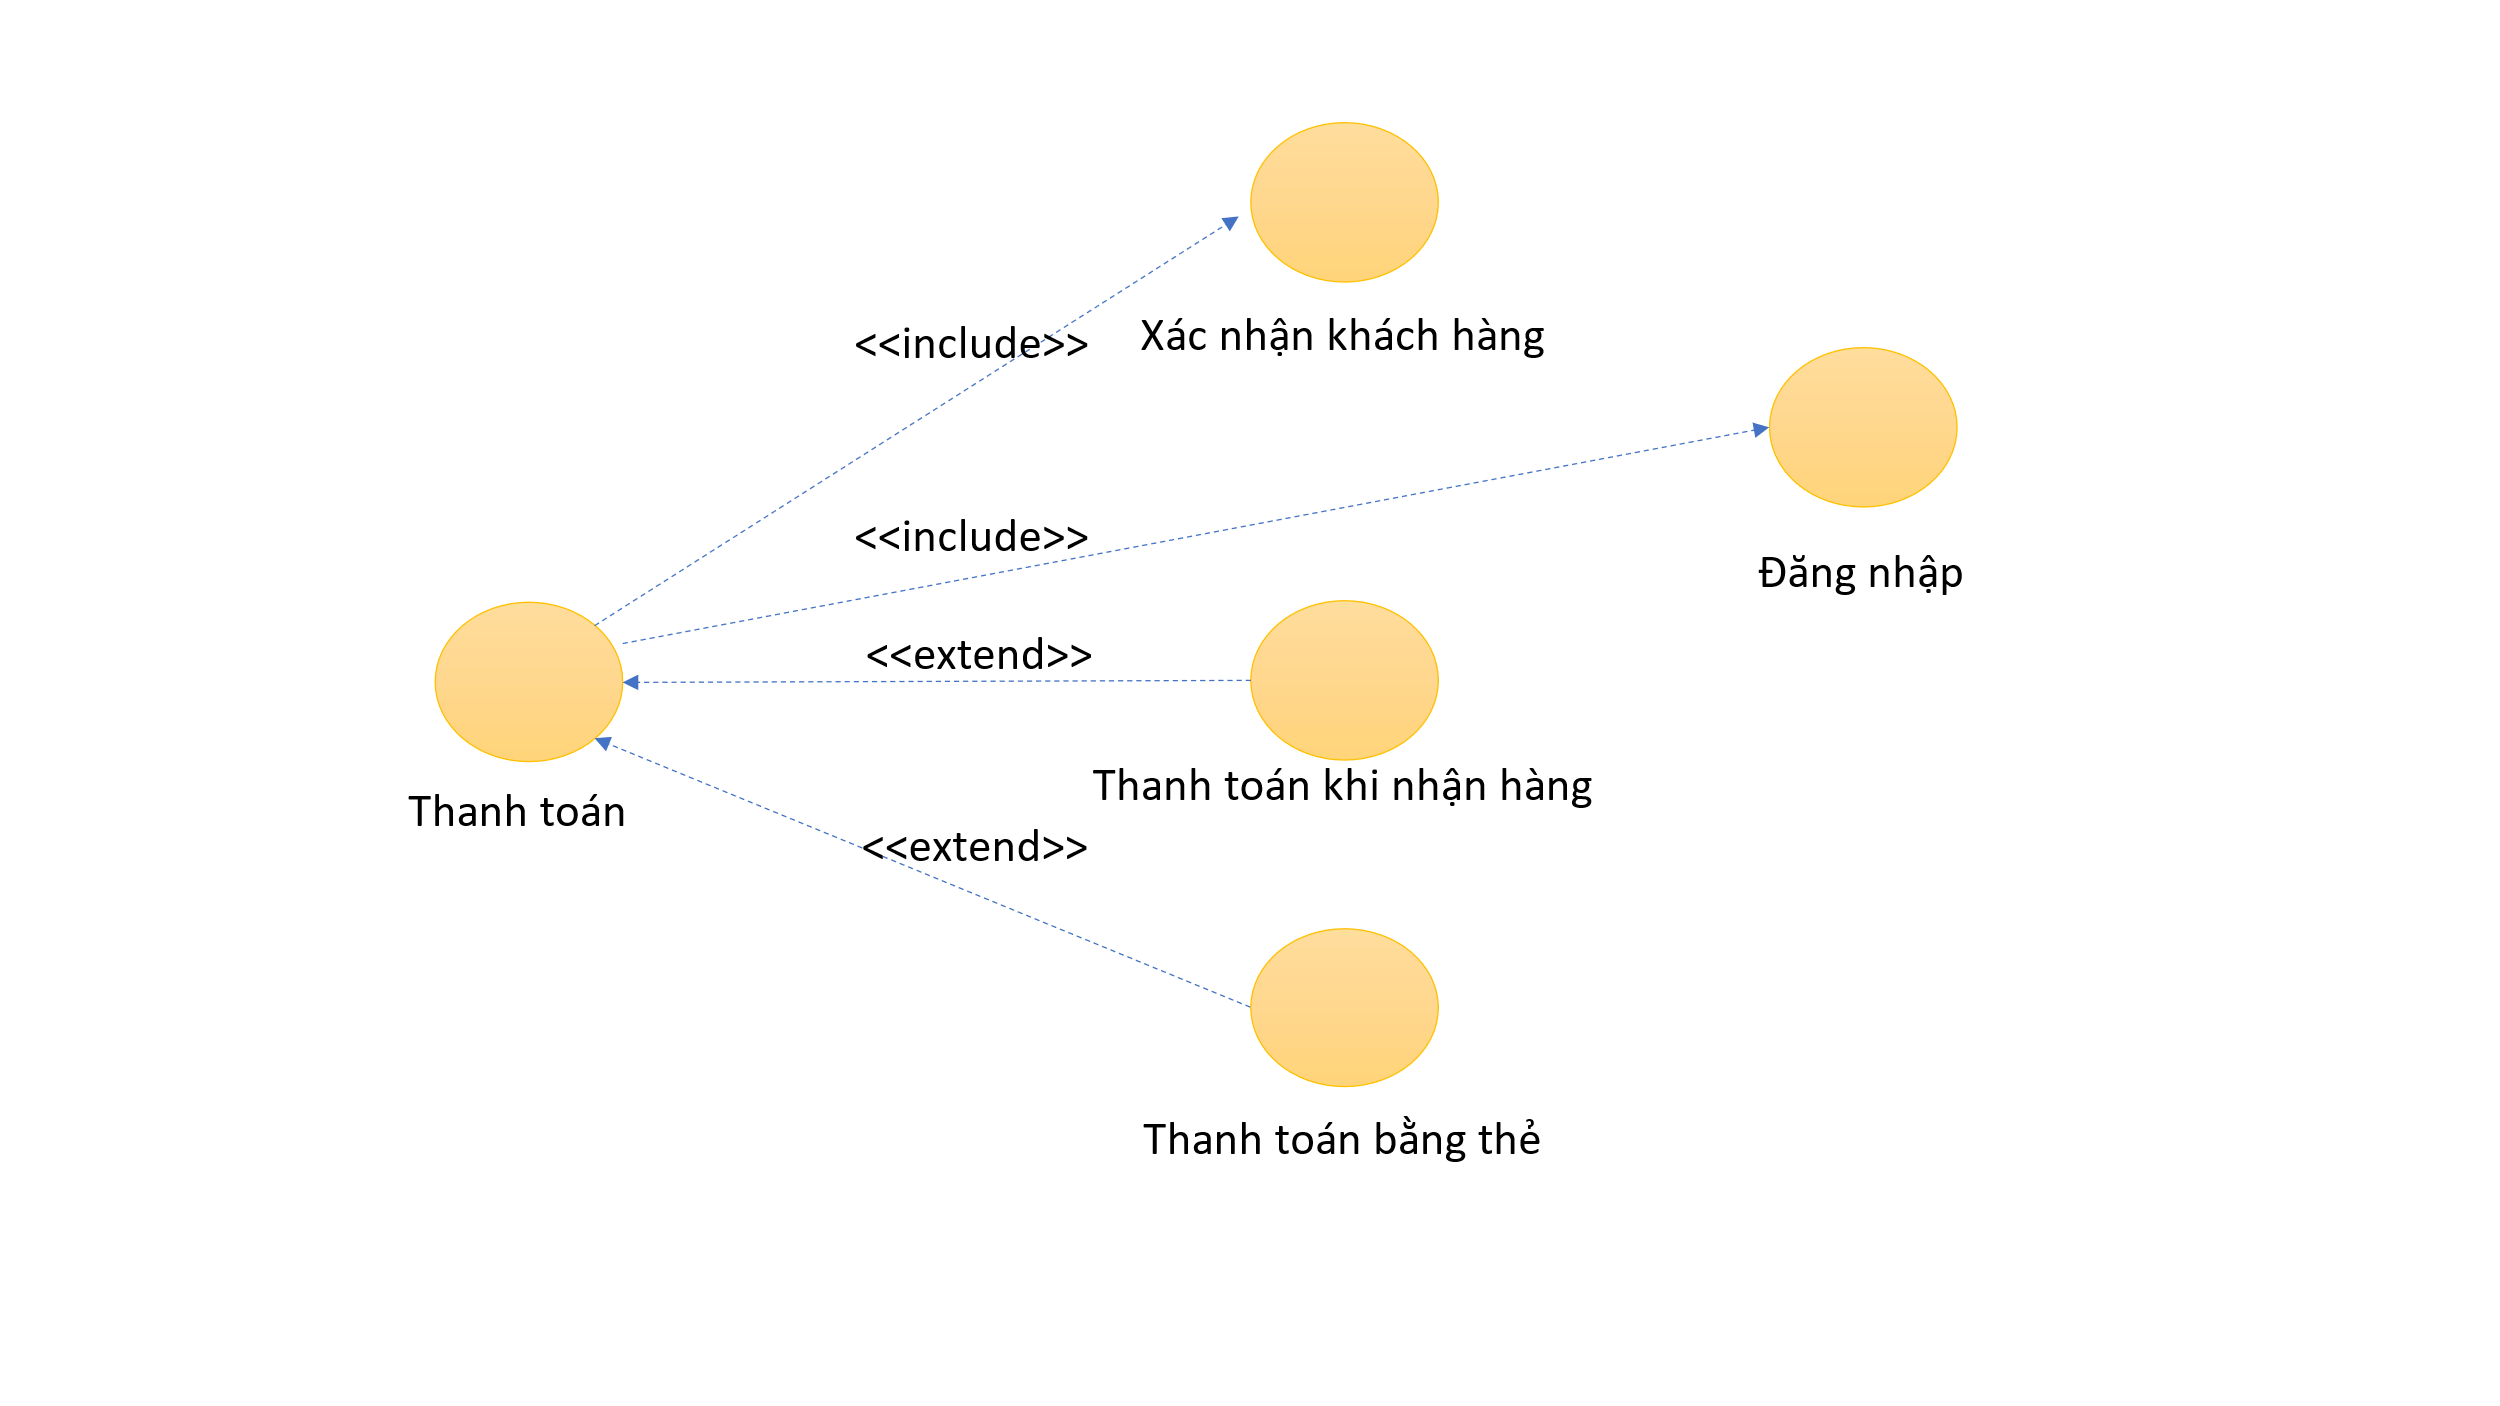 <<include>>
Xác nhận khách hàng
<<include>>
Đăng nhập
<<extend>>
Thanh toán khi nhận hàng
Thanh toán
<<extend>>
Thanh toán bằng thẻ